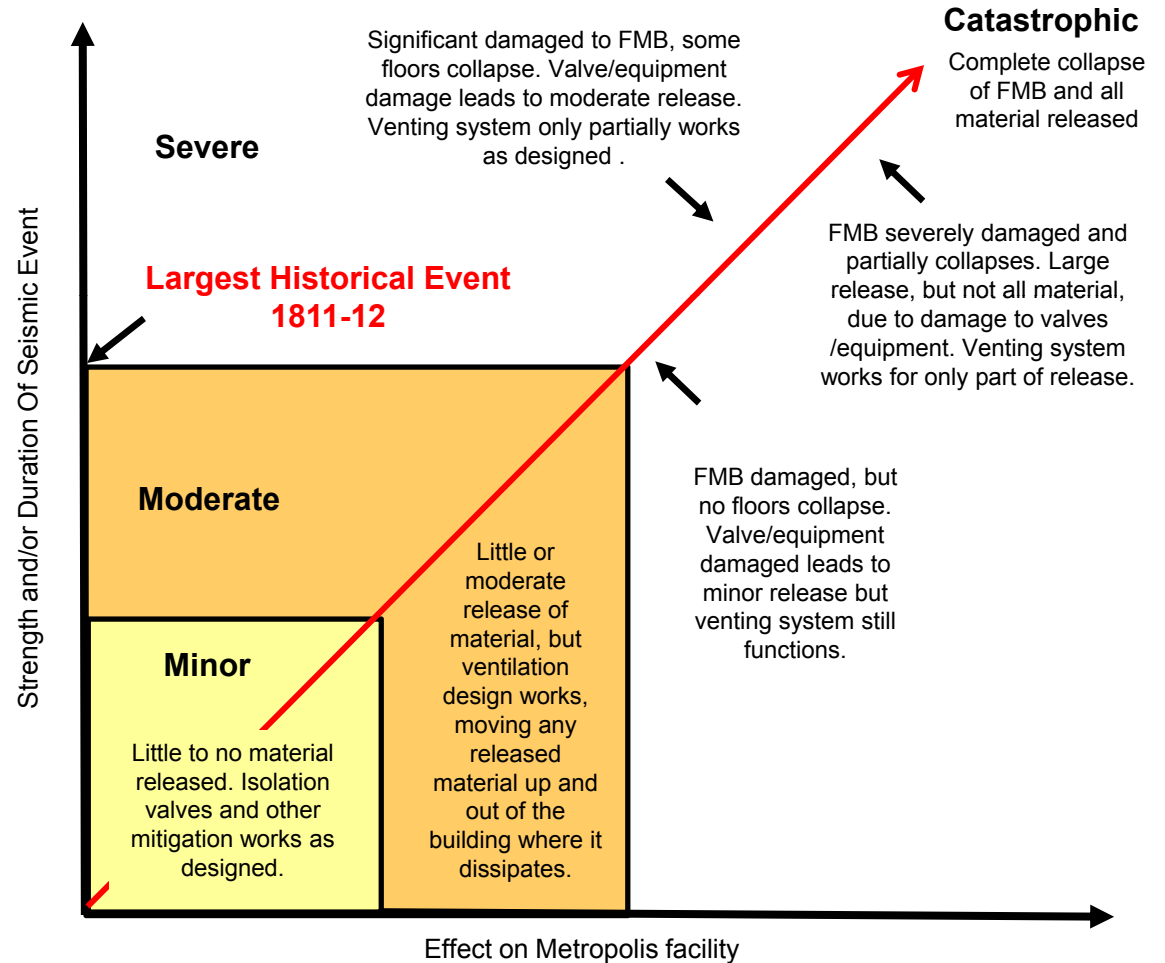 Catastrophic
Complete collapse
of FMB and all
material released
Significant damaged to FMB, some
floors collapse. Valve/equipment
damage leads to moderate release.
Venting system only partially works
as designed .
Severe
FMB severely damaged and
partially collapses. Large
release, but not all material,
due to damage to valves
/equipment. Venting system
works for only part of release.
Largest Historical Event
1811-12
FMB damaged, but
no floors collapse.
Valve/equipment
damaged leads to
minor release but
venting system still
functions.
Moderate
Little or
moderate
release of
material, but
ventilation
design works,
moving any
released
material up and
out of the
building where it
dissipates.
Minor
Little to no material
released. Isolation
valves and other
mitigation works as
designed.
Strength and/or Duration Of Seismic Event
Effect on Metropolis facility